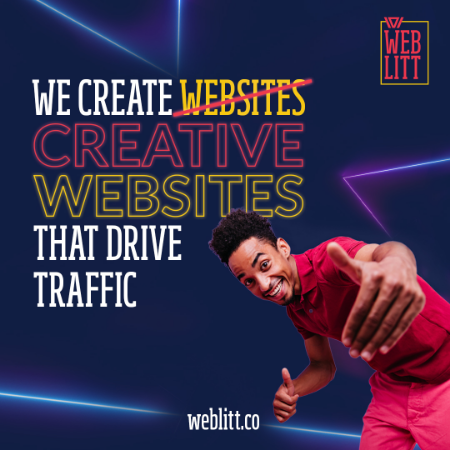 WEB
LITT
WE CREATE WEBSITES
CREATIVE
WEBSITES
THAT DRIVE
TRAFFIC
weblitt.co